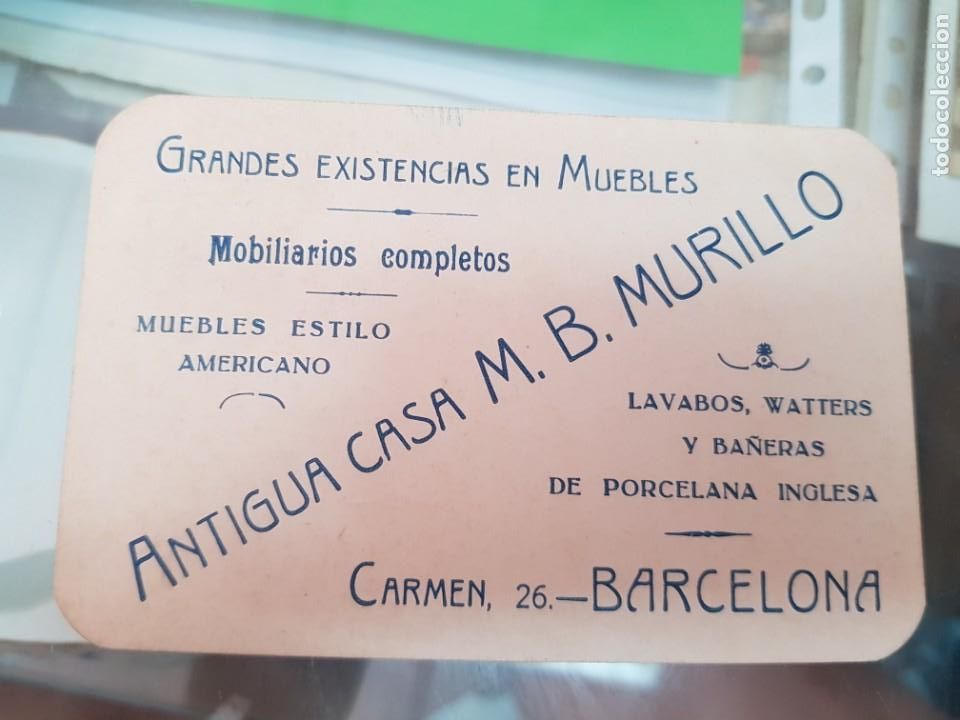 GRANDES EXISTENCIAS EN MUEBLES
Mobiliarios completos
MUEBLES ESTILO
AMERICANO
ANTIGUA CASA M. B. MURILLO
LAVABOS, WATTERS
Y BAÑERAS
DE PORCELANA INGLESA
CARMEN, 26.—BARCELONA
todocoleccion